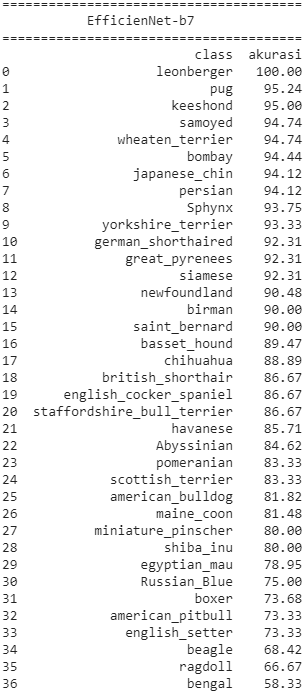 ========================================
EfficienNet-b7
========================================
class akurasi
0 leonberger 100.00
1 pug 95.24
2 keeshond 95.00
3 samoyed 94.74
4 wheaten_terrier 94.74
5 bombay 94.44
6 japanese_chin 94.12
7 persian 94.12
8 Sphynx 93.75
9 yorkshire_terrier 93.33
10 german_shorthaired 92.31
11 great_pyrenees 92.31
12 siamese 92.31
13 newfoundland 90.48
14 birman 90.00
15 saint_bernard 90.00
16 basset_hound 89.47
17 chihuahua 88.89
18 british_shorthair 86.67
19 english_cocker_spaniel 86.67
20 staffordshire_bull_terrier 86.67
21 havanese 85.71
22 Abyssinian 84.62
23 pomeranian 83.33
24 scottish_terrier 83.33
25 american_bulldog 81.82
26 maine_coon 81.48
27 miniature_pinscher 80.00
28 shiba_inu 80.00
29 egyptian_mau 78.95
30 Russian_Blue 75.00
31 boxer 73.68
32 american_pitbull 73.33
33 english_setter 73.33
34 beagle 68.42
35 ragdoll 66.67
36 bengal 58.33